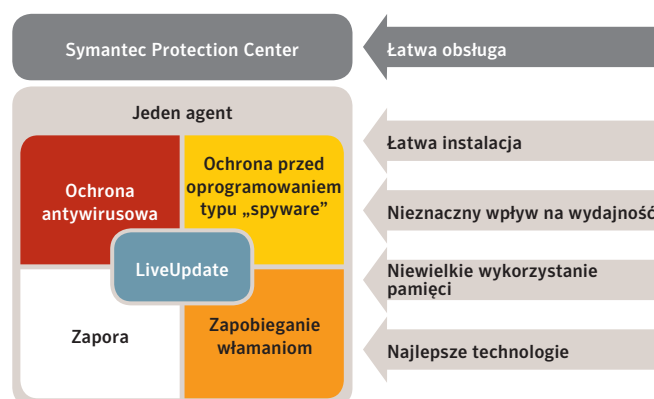 Symantec Protection Center
Łatwa obsługa
Jeden agent
Ochrona
antywirusowa
Ochrona przed
oprogramowaniem
typu „spyware”
LiveUpdate
Zapora
Zapobieganie
włamaniom
Łatwa instalacja
Nieznaczny wpływ na wydajność
Niewielkie wykorzystanie
pamięci
Najlepsze technologie